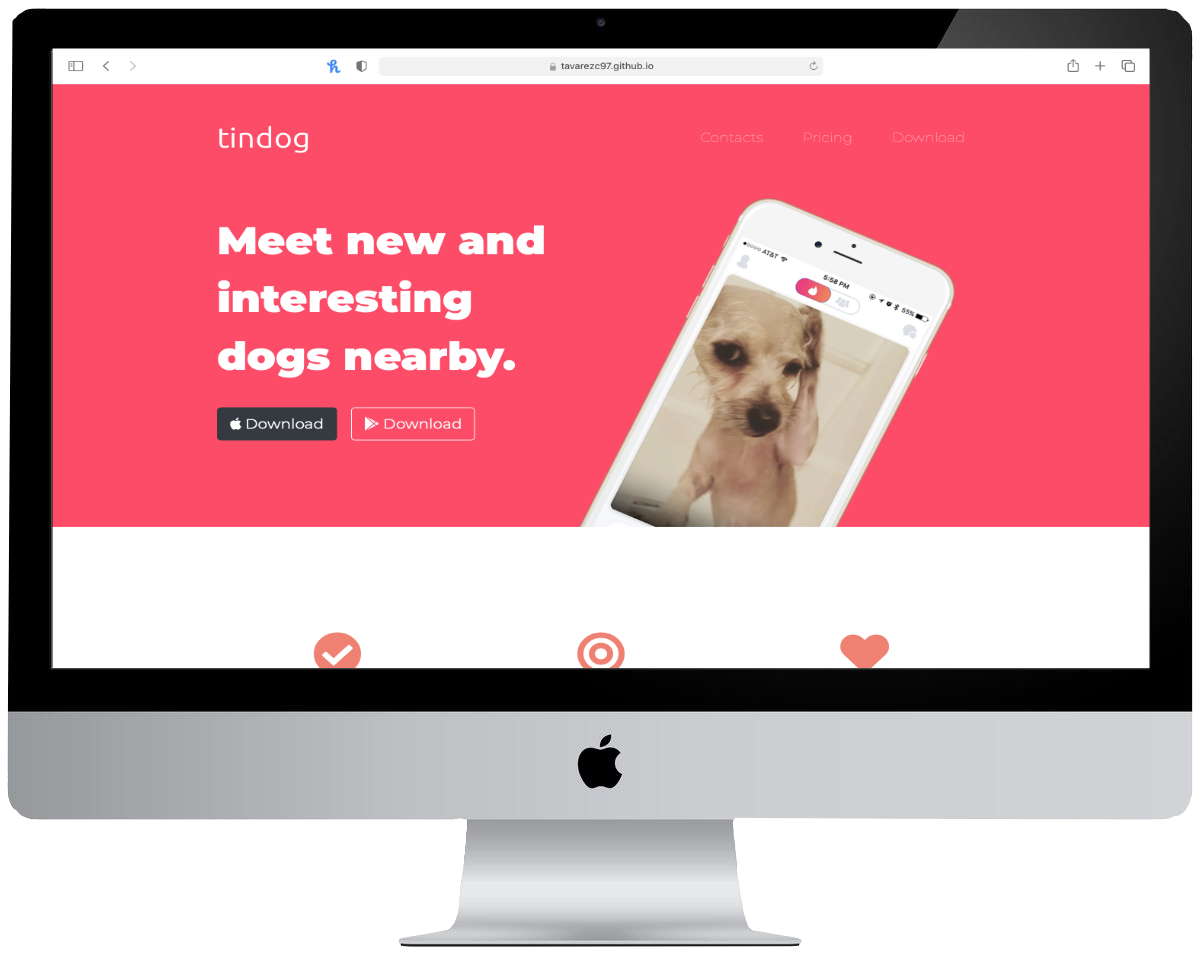 tavarezc97.github.io
tindog
Contacts Pricing Download
Meet new and
interesting
dogs nearby.
Download Download
AT&T 5:58 PM 55%